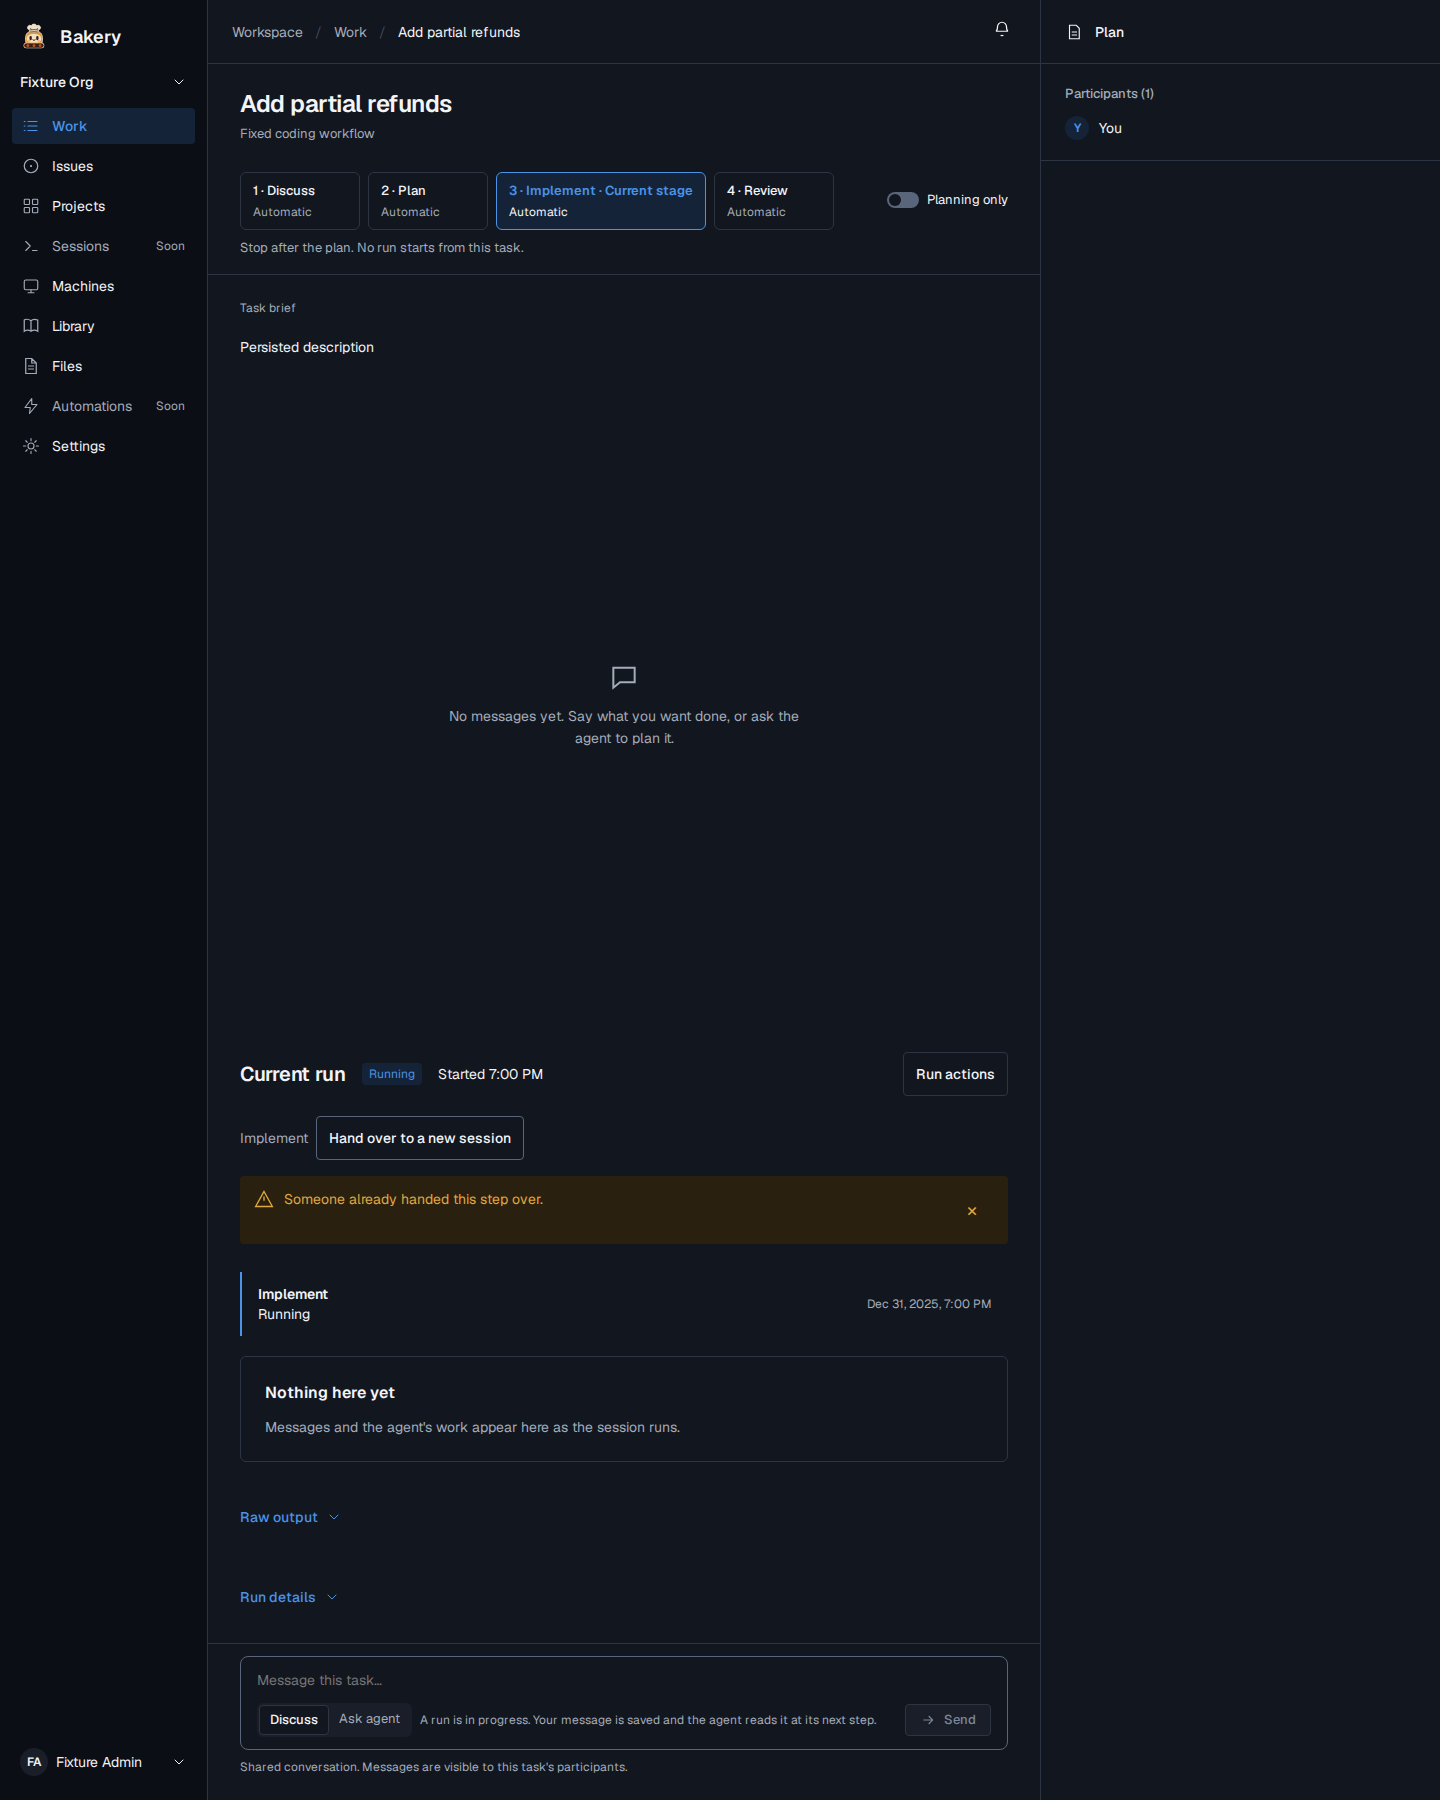 Bakery
Fixture Org
Work
Issues
Projects
Sessions Soon
Machines
Library
Files
Automations Soon
Settings
FA Fixture Admin
Workspace / Work / Add partial refunds
Add partial refunds
Fixed coding workflow
1 · Discuss
Automatic
2 · Plan
Automatic
3 · Implement · Current stage
Automatic
4 · Review
Automatic
Planning only
Stop after the plan. No run starts from this task.
Task brief
Persisted description
No messages yet. Say what you want done, or ask the
agent to plan it.
Current run Running Started 7:00 PM Run actions
Implement Hand over to a new session
Someone already handed this step over.
Implement
Running
Dec 31, 2025, 7:00 PM
Nothing here yet
Messages and the agent's work appear here as the session runs.
Raw output
Run details
Message this task...
Discuss Ask agent A run is in progress. Your message is saved and the agent reads it at its next step. Send
Shared conversation. Messages are visible to this task's participants.
Plan
Participants (1)
Y You